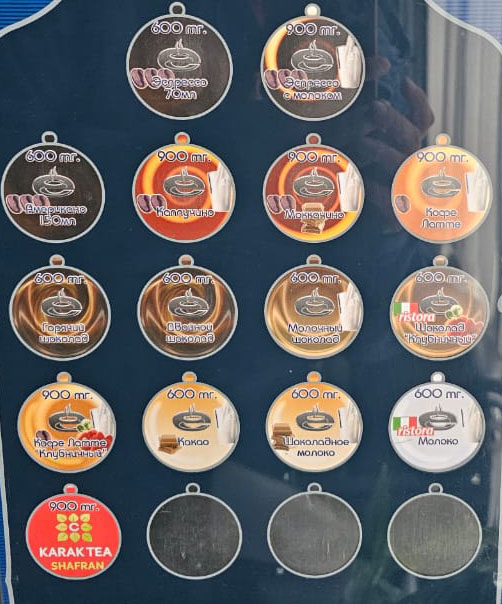 600 тг.
Эспрессо
70мл
900 тг.
Эспрессо
с молоком
600 тг.
Американо
150мл
900 тг.
Каппучино
900 тг.
Моккачино
900 тг.
Кофе
Латте
600 тг.
Горячий
шоколад
600 тг.
Двойной
шоколад
600 тг.
Молочный
шоколад
600 тг.
ristora
Шоколад
"Клубничный"
900 тг.
Кофе Латте
"Клубничный"
600 тг.
Какао
600 тг.
Шоколадное
молоко
600 тг.
ristora
Молоко
900 тг.
C
KARAK TEA
SHAFRAN